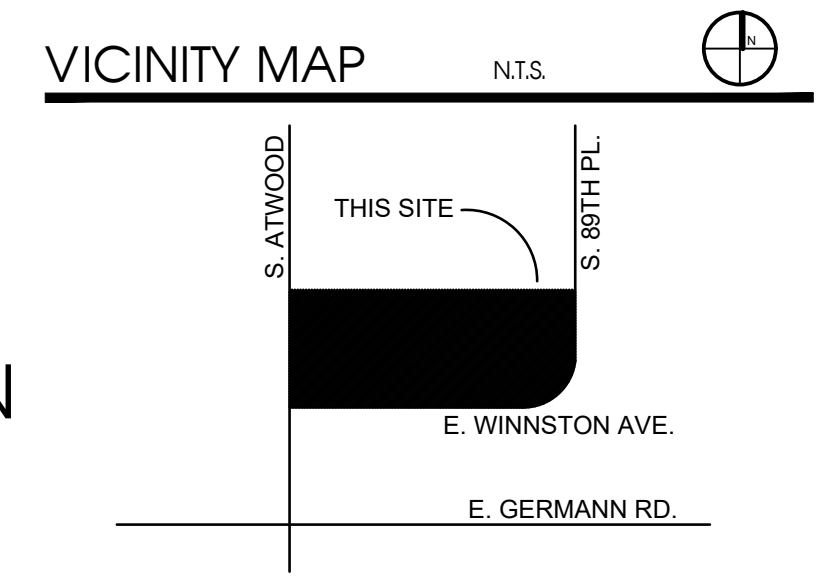 VICINITY MAP
N.T.S.
N
S. ATWOOD
S. 89TH PL.
THIS SITE
N
E. WINNSTON AVE.
E. GERMANN RD.